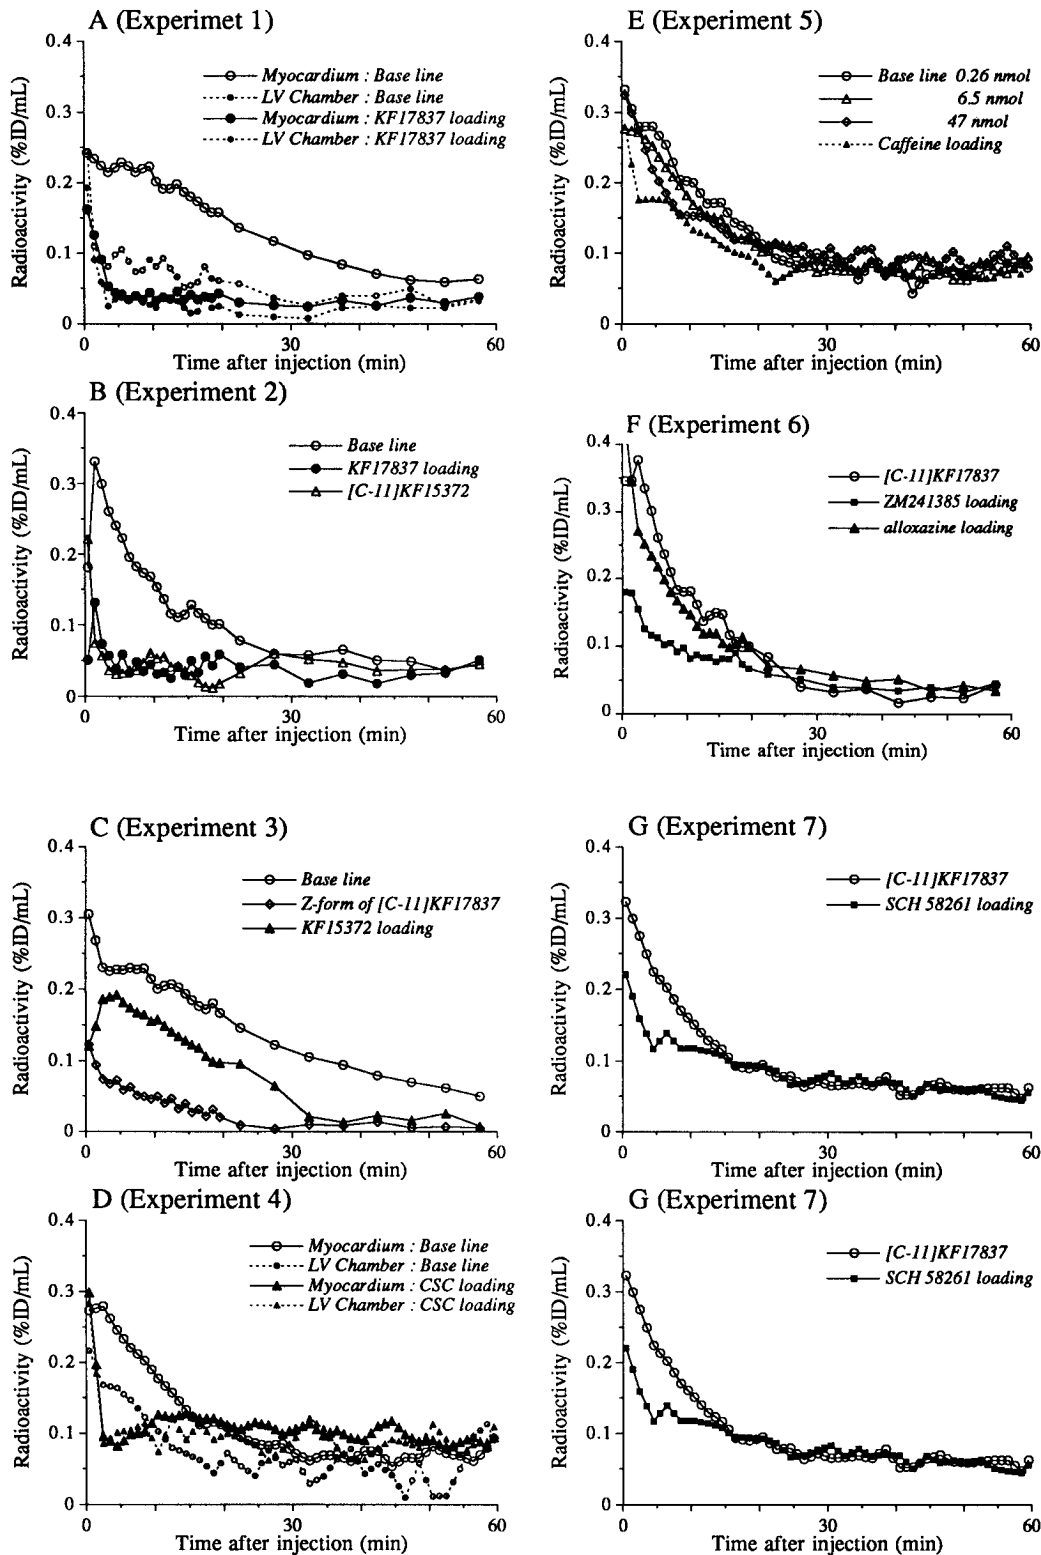 A (Experimet 1)
0.4
0.3
0.2
0.1
0
Radioactivity (%ID/mL)
Myocardium : Base line
LV Chamber : Base line
Myocardium : KF17837 loading
LV Chamber : KF17837 loading
0 30 60
Time after injection (min)
B (Experiment 2)
0.4
0.3
0.2
0.1
0
Radioactivity (%ID/mL)
Base line
KF17837 loading
[C-11]KF15372
0 30 60
Time after injection (min)
C (Experiment 3)
0.4
0.3
0.2
0.1
0
Radioactivity (%ID/mL)
Base line
Z-form of [C-11]KF17837
KF15372 loading
0 30 60
Time after injection (min)
D (Experiment 4)
0.4
0.3
0.2
0.1
0
Radioactivity (%ID/mL)
Myocardium : Base line
LV Chamber : Base line
Myocardium : CSC loading
LV Chamber : CSC loading
0 30 60
Time after injection (min)
E (Experiment 5)
0.4
0.3
0.2
0.1
0
Radioactivity (%ID/mL)
Base line 0.26 nmol
6.5 nmol
47 nmol
Caffeine loading
0 30 60
Time after injection (min)
F (Experiment 6)
0.4
0.3
0.2
0.1
0
Radioactivity (%ID/mL)
[C-11]KF17837
ZM241385 loading
alloxazine loading
0 30 60
Time after injection (min)
G (Experiment 7)
0.4
0.3
0.2
0.1
0
Radioactivity (%ID/mL)
[C-11]KF17837
SCH 58261 loading
0 30 60
Time after injection (min)
G (Experiment 7)
0.4
0.3
0.2
0.1
0
Radioactivity (%ID/mL)
[C-11]KF17837
SCH 58261 loading
0 30 60
Time after injection (min)